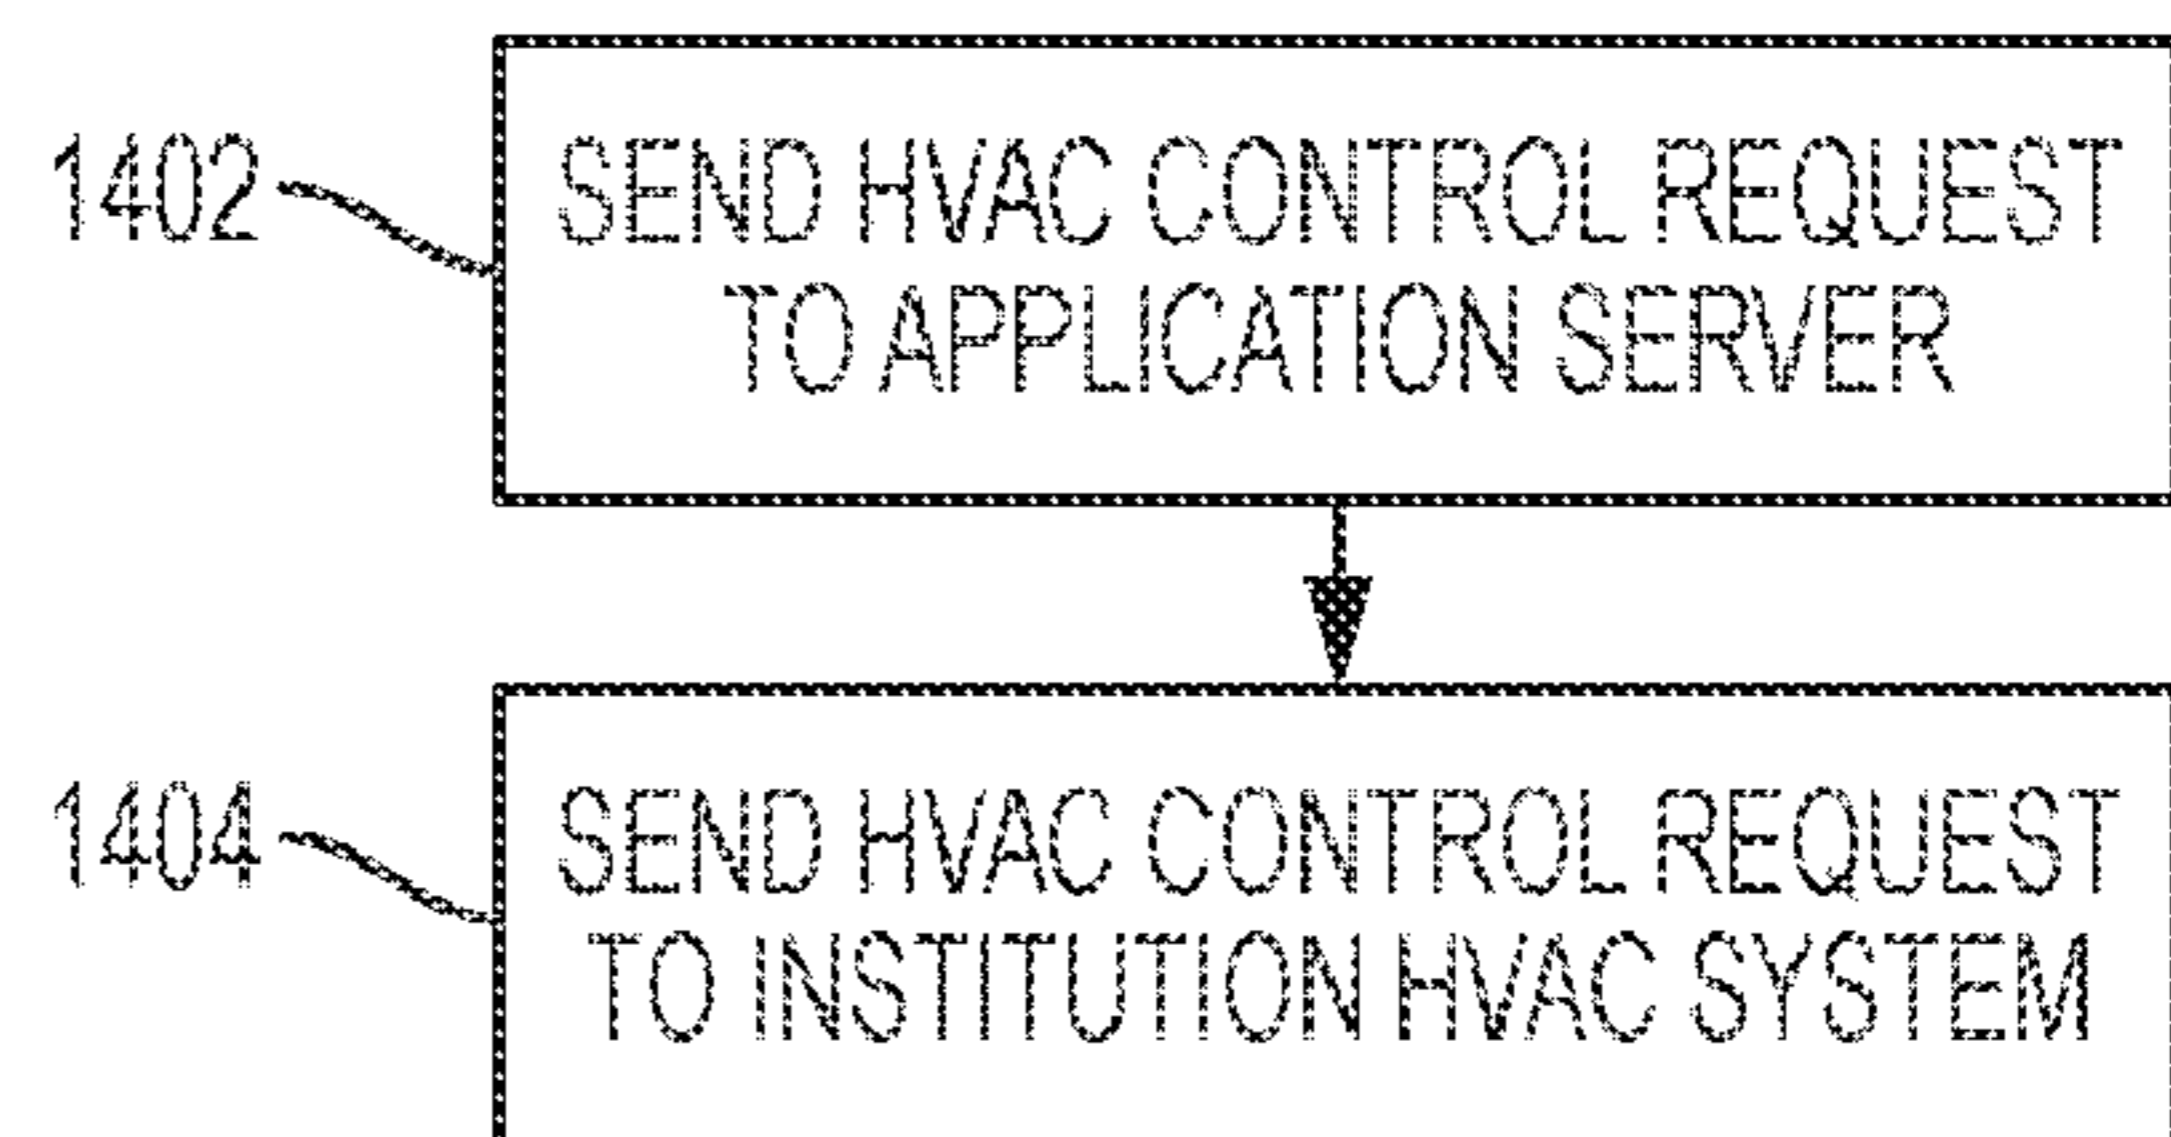 1402
SEND HVAC CONTROL REQUEST
TO APPLICATION SERVER
1404
SEND HVAC CONTROL REQUEST
TO INSTITUTION HVAC SYSTEM